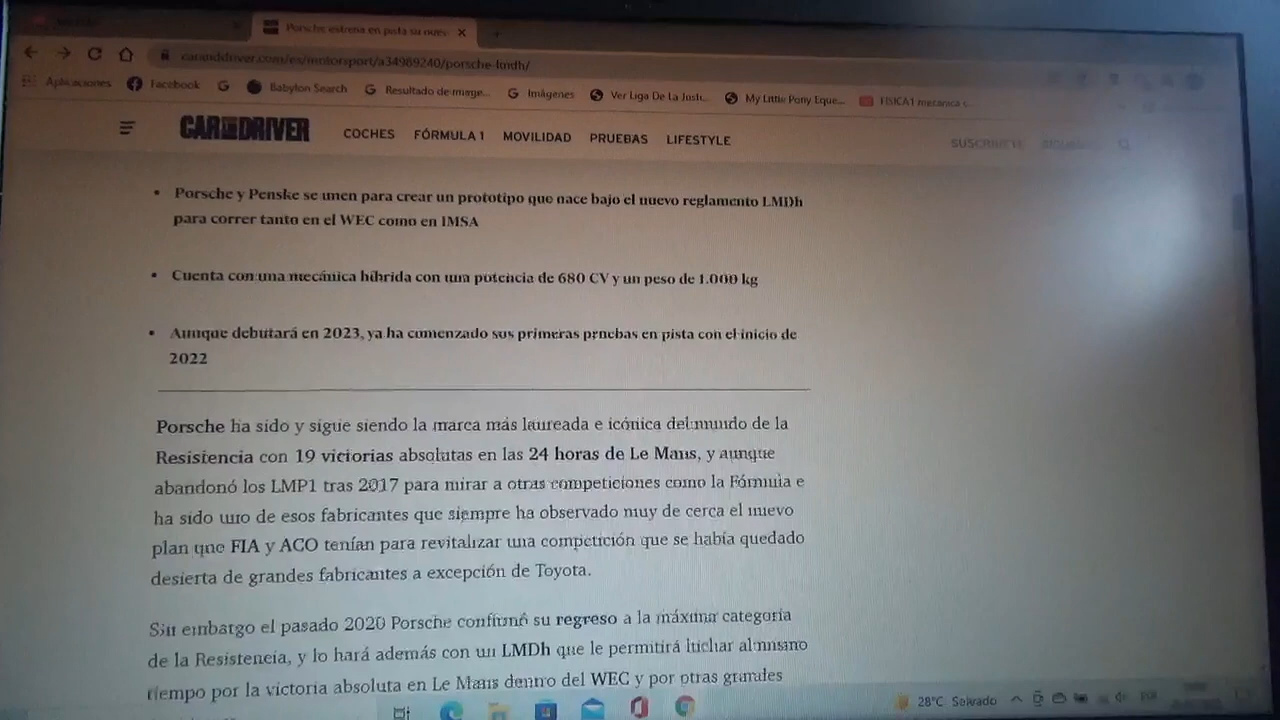 Porsche estrena en pista su nuev
caranddriver.com/es/motorsport/a34989240/porsche-lmdh/
Aplicaciones Facebook Babylon Search Resultado de image... Imágenes Ver Liga De La Justi... My Little Pony Eque... FISICA1 mecanica c...
CAR AND DRIVER COCHES FÓRMULA 1 MOVILIDAD PRUEBAS LIFESTYLE SUSCRÍBETE
• Porsche y Penske se unen para crear un prototipo que nace bajo el nuevo reglamento LMDh
para correr tanto en el WEC como en IMSA
• Cuenta con una mecánica híbrida con una potencia de 680 CV y un peso de 1.000 kg
• Aunque debutará en 2023, ya ha comenzado sus primeras pruebas en pista con el inicio de
2022
Porsche ha sido y sigue siendo la marca más laureada e icónica del mundo de la
Resistencia con 19 victorias absolutas en las 24 horas de Le Mans, y aunque
abandonó los LMP1 tras 2017 para mirar a otras competiciones como la Fórmula e
ha sido uno de esos fabricantes que siempre ha observado muy de cerca el nuevo
plan que FIA y ACO tenían para revitalizar una competición que se había quedado
desierta de grandes fabricantes a excepción de Toyota.
Sin embargo el pasado 2020 Porsche confirmó su regreso a la máxima categoría
de la Resistencia, y lo hará además con un LMDh que le permitirá luchar al mismo
tiempo por la victoria absoluta en Le Mans dentro del WEC y por otras grandes
28°C Soleado ESP